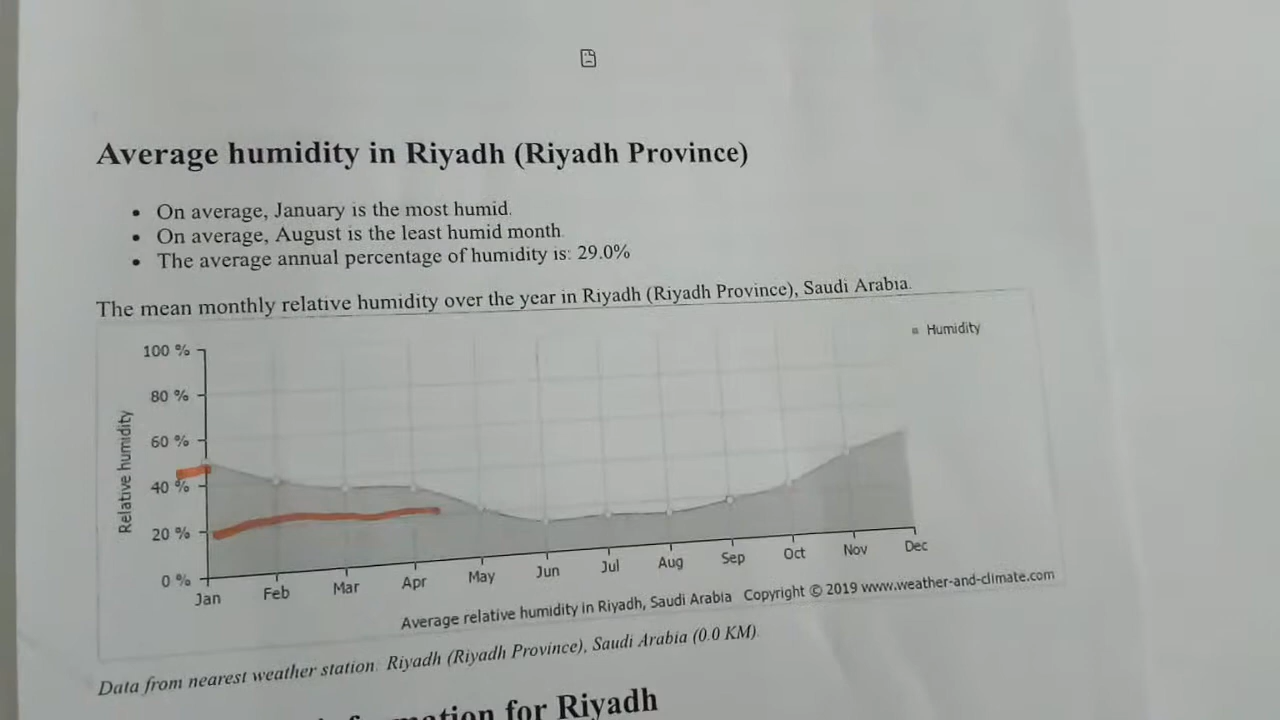 Average humidity in Riyadh (Riyadh Province)
• On average, January is the most humid.
• On average, August is the least humid month.
• The average annual percentage of humidity is: 29.0%
The mean monthly relative humidity over the year in Riyadh (Riyadh Province), Saudi Arabia.
Humidity
100 %
80 %
60 %
40 %
20 %
0 %
Relative humidity
Jan Feb Mar Apr May Jun Jul Aug Sep Oct Nov Dec
Average relative humidity in Riyadh, Saudi Arabia Copyright © 2019 www.weather-and-climate.com
Data from nearest weather station: Riyadh (Riyadh Province), Saudi Arabia (0.0 KM).
for Riyadh